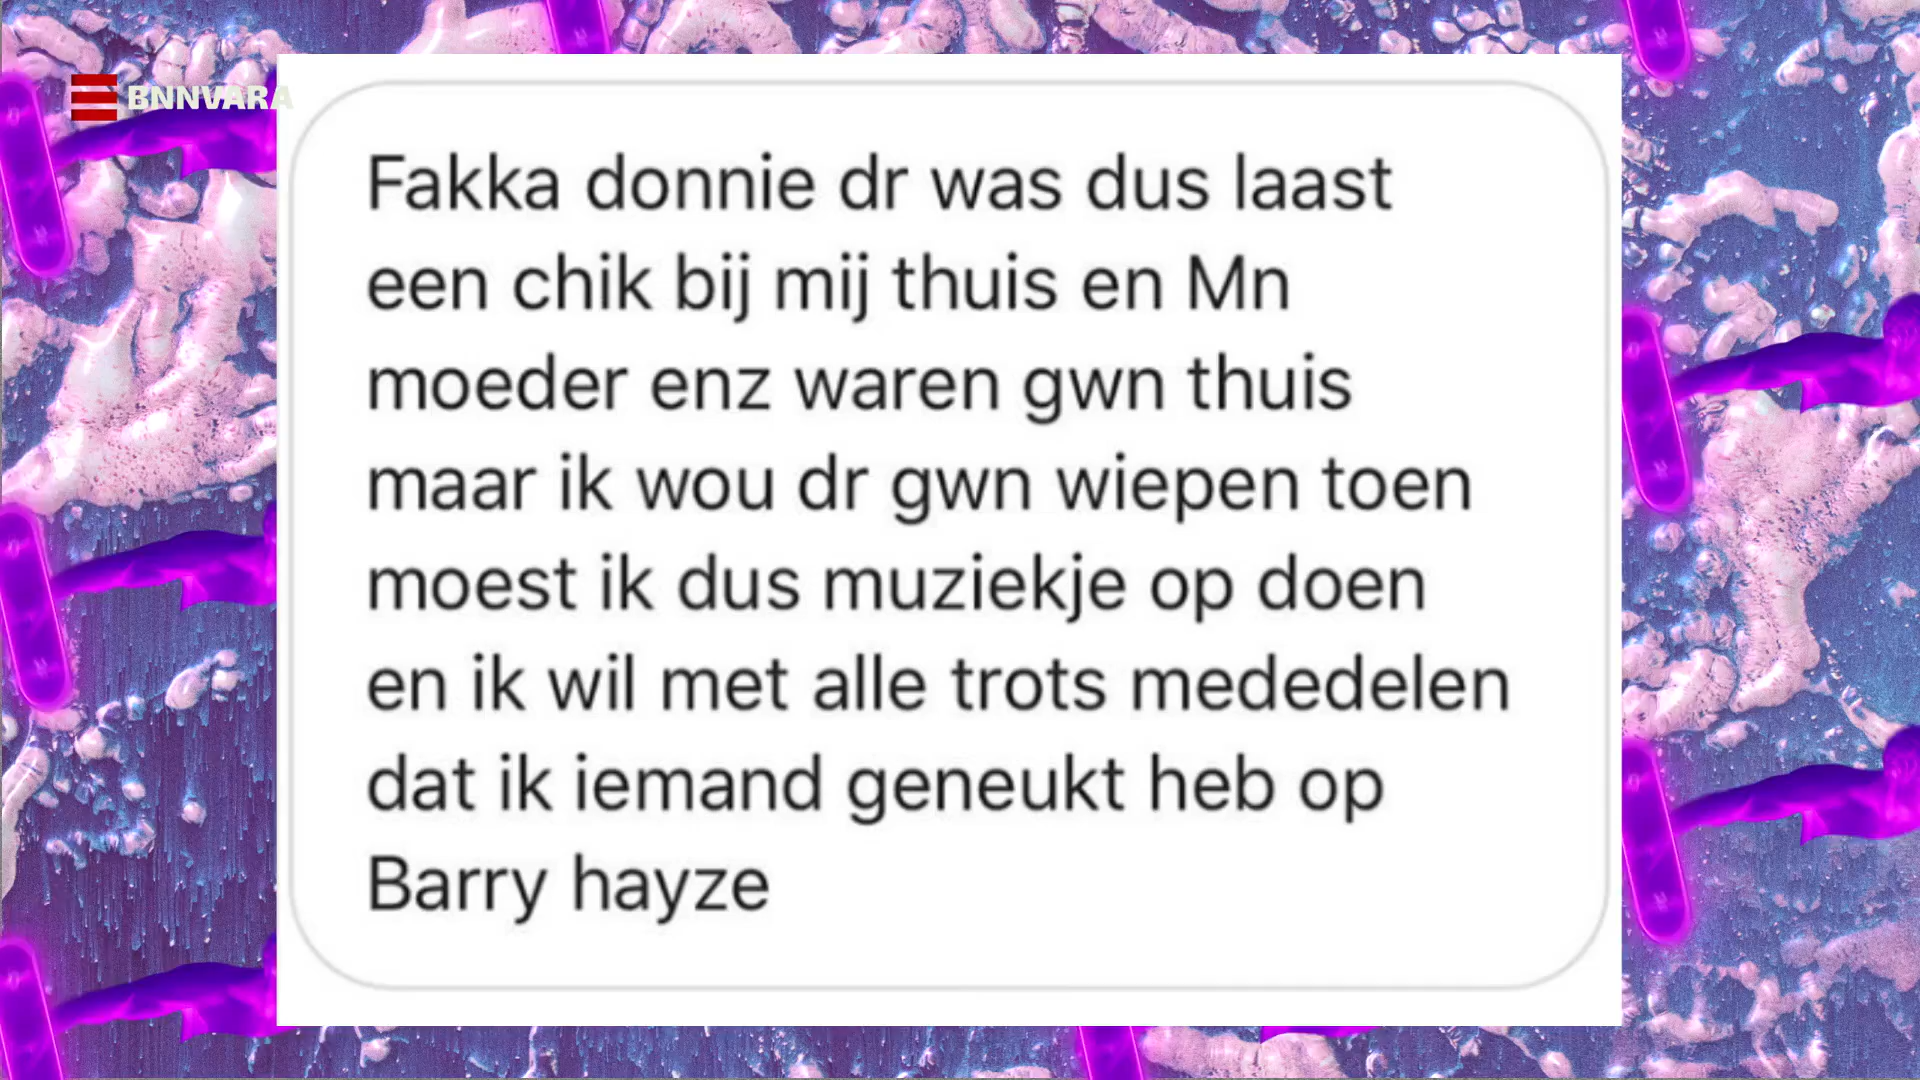 BNNVARA
Fakka donnie dr was dus laast
een chik bij mij thuis en Mn
moeder enz waren gwn thuis
maar ik wou dr gwn wiepen toen
moest ik dus muziekje op doen
en ik wil met alle trots mededelen
dat ik iemand geneukt heb op
Barry hayze